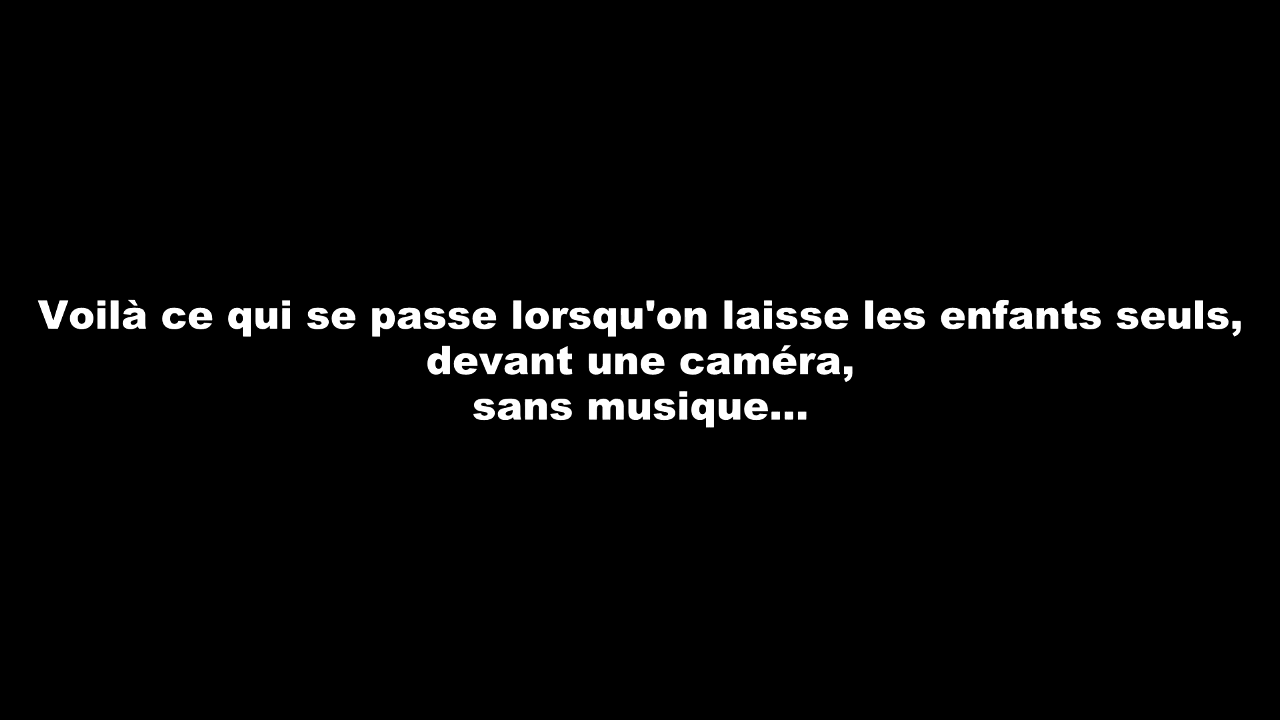 Voilà ce qui se passe lorsqu'on laisse les enfants seuls,
devant une caméra,
sans musique...